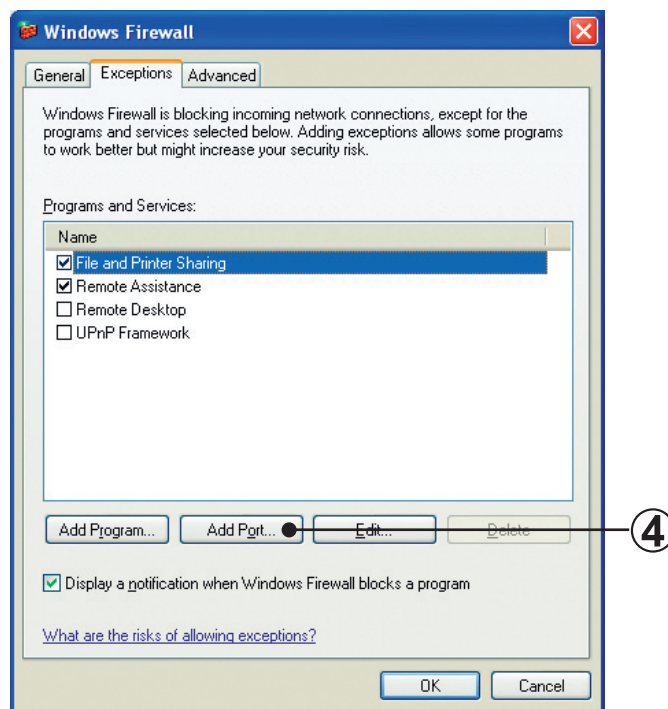 Windows Firewall
General Exceptions Advanced
Windows Firewall is blocking incoming network connections, except for the
programs and services selected below. Adding exceptions allows some programs
to work better but might increase your security risk.
Programs and Services:
Name
File and Printer Sharing
Remote Assistance
Remote Desktop
UPnP Framework
Add Program... Add Port... Edit... Delete
4
Display a notification when Windows Firewall blocks a program
What are the risks of allowing exceptions?
OK Cancel